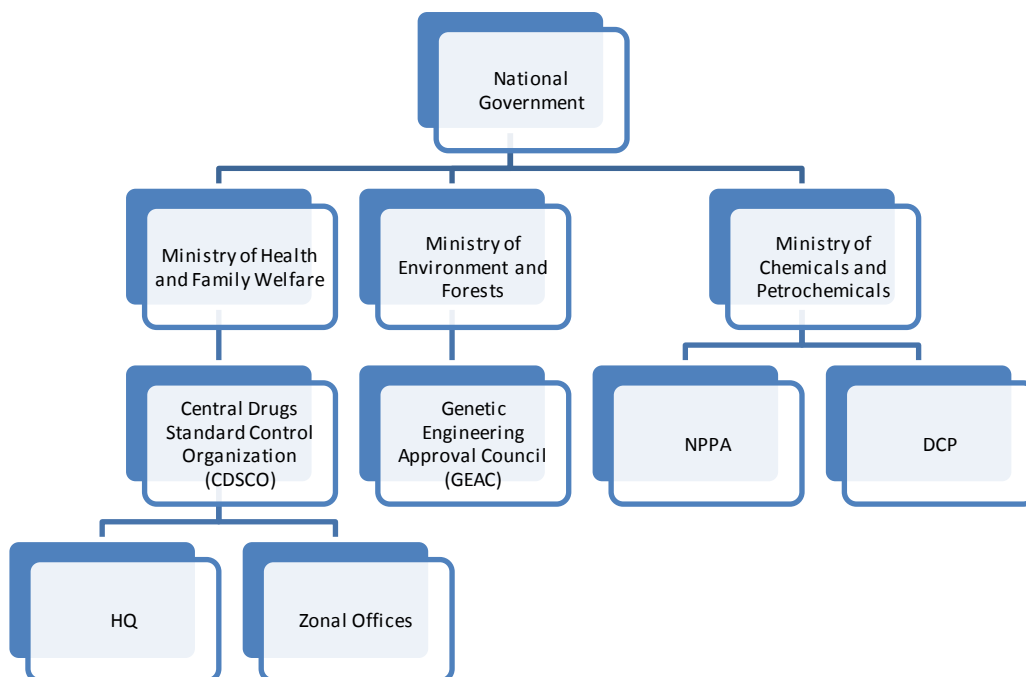 National
Government
Ministry of Health
and Family Welfare
Ministry of
Environment and
Forests
Ministry of
Chemicals and
Petrochemicals
Central Drugs
Standard Control
Organization
(CDSCO)
Genetic
Engineering
Approval Council
(GEAC)
NPPA
DCP
HQ
Zonal Offices